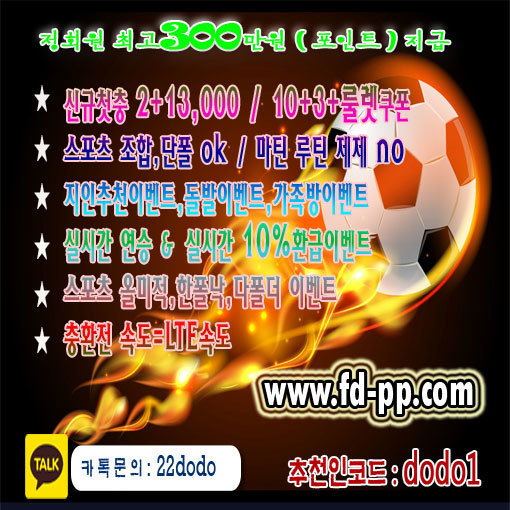 정회원 최고300만원 ( 포인트 ) 지급
신규첫충 2+13,000 / 10+3+룰렛쿠폰
스포츠 조합,단폴 ok / 마틴 루틴 제제 no
지인추천이벤트,돌발이벤트,가족방이벤트
실시간 연승 & 실시간 10%환급이벤트
스포츠 올미적,한폴낙,다폴더 이벤트
충환전 속도=LTE속도
www.fd-pp.com
TALK
카톡문의 : 22dodo
추천인코드 : dodo1